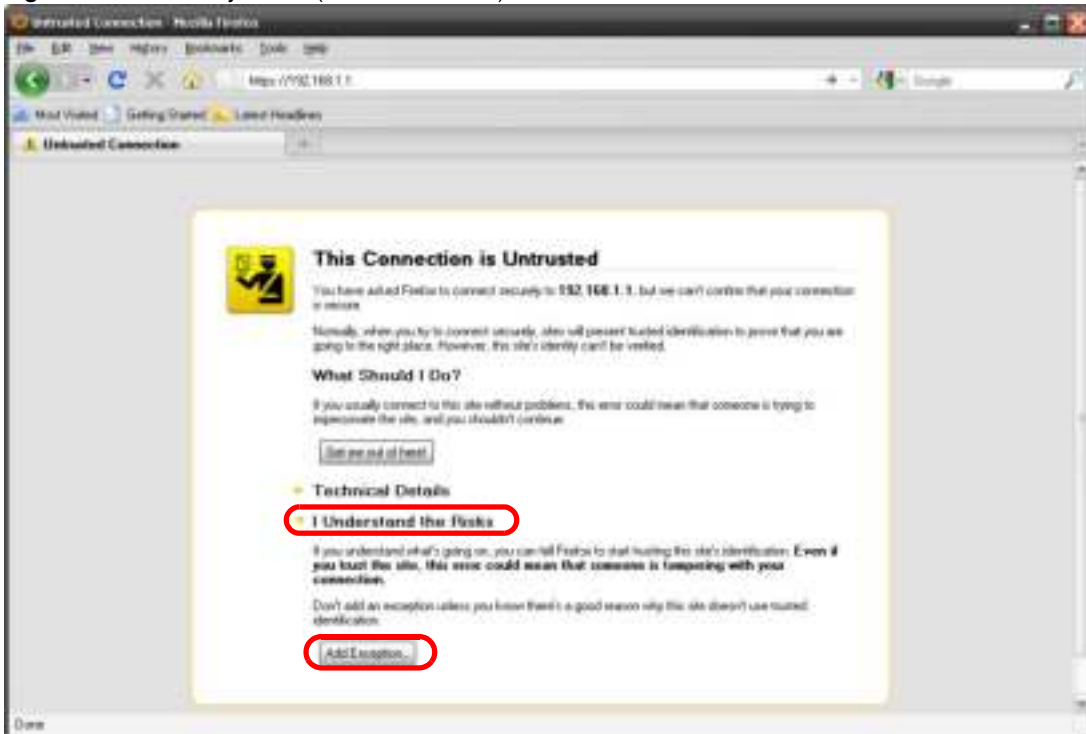 Untrusted Connection - Mozilla Firefox
File Edit View History Bookmarks Tools Help
https://192.168.1.1
Google
Most Visited Getting Started Latest Headlines
Untrusted Connection
This Connection is Untrusted
You have asked Firefox to connect securely to 192.168.1.1, but we can't confirm that your connection
is secure.
Normally, when you try to connect securely, sites will present trusted identification to prove that you are
going to the right place. However, this site's identity can't be verified.
What Should I Do?
If you usually connect to this site without problems, this error could mean that someone is trying to
impersonate the site, and you shouldn't continue.
Get me out of here!
Technical Details
I Understand the Risks
If you understand what's going on, you can tell Firefox to start trusting this site's identification. Even if
you trust the site, this error could mean that someone is tampering with your
connection.
Don't add an exception unless you know there's a good reason why this site doesn't use trusted
identification.
Add Exception...
Done